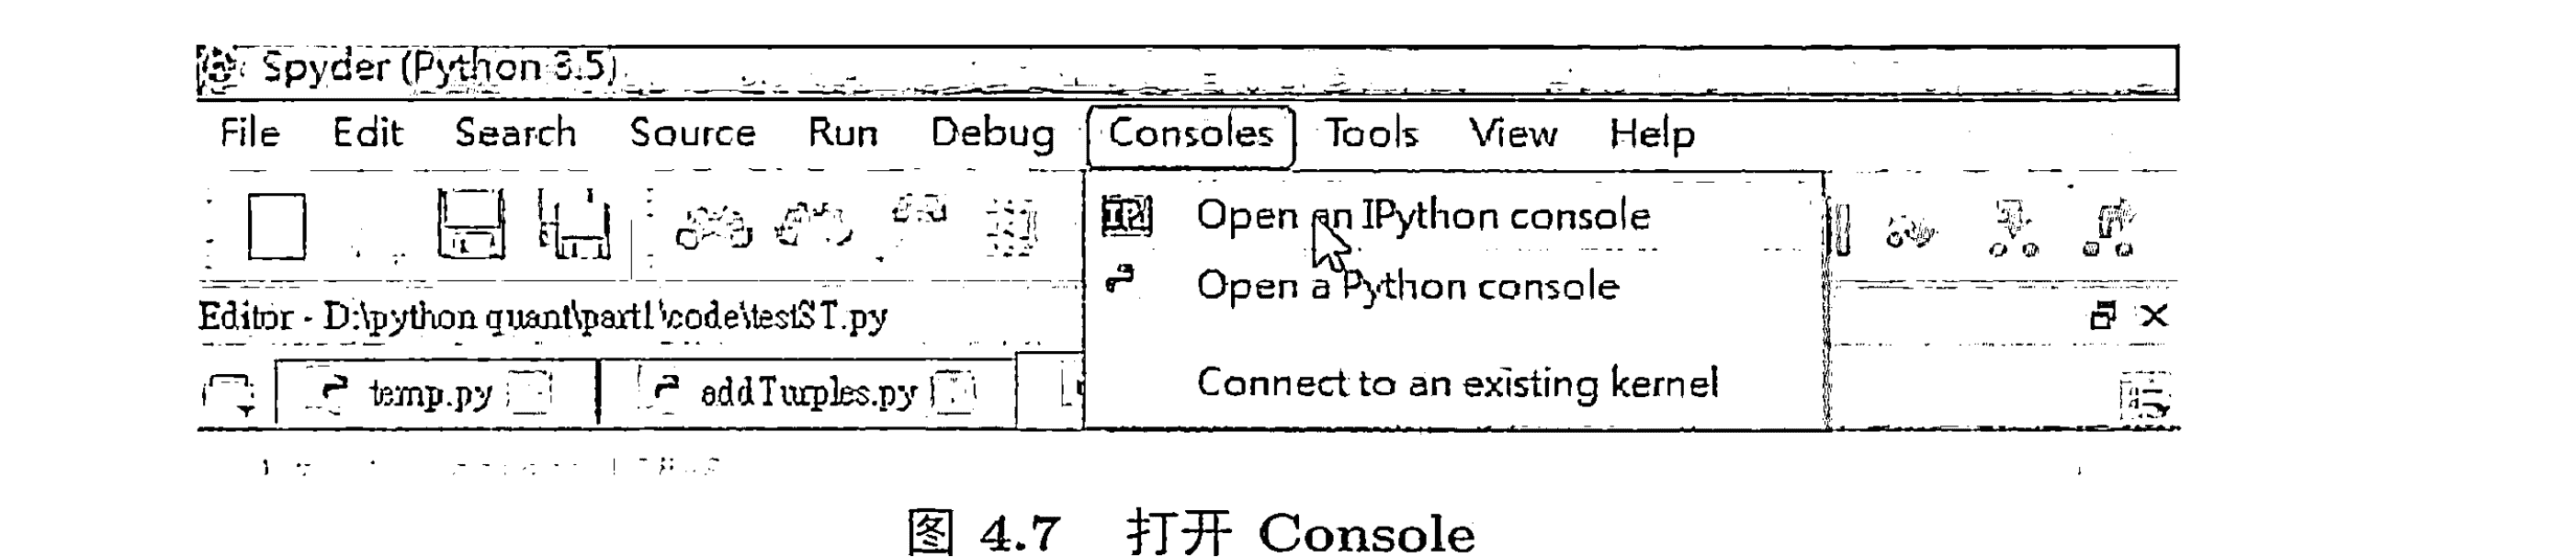 Spyder (Python 3.5)
File Edit Search Source Run Debug Consoles Tools View Help
IP Open an IPython console
Open a Python console
Editor - D:\python quant\part1\code\testST.py
temp.py addTurples.py
Connect to an existing kernel
图 4.7 打开 Console